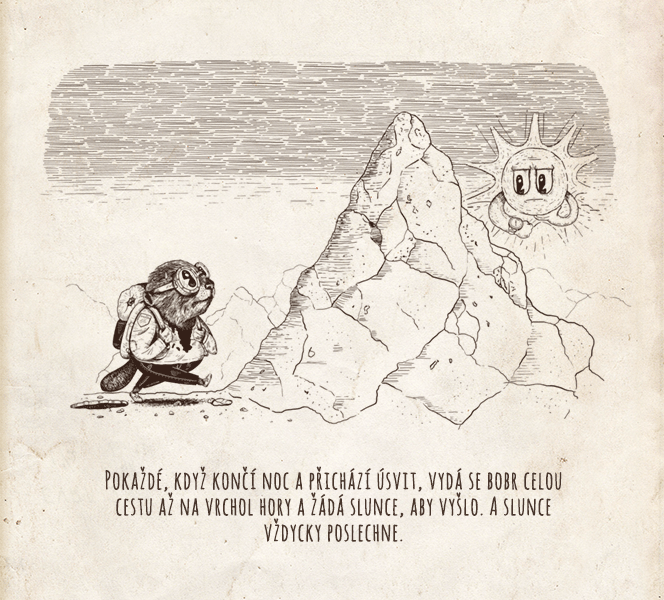 Pokaždé, když končí noc a přichází úsvit, vydá se bobr celou
cestu až na vrchol hory a žádá slunce, aby vyšlo. A slunce
vždycky poslechne.